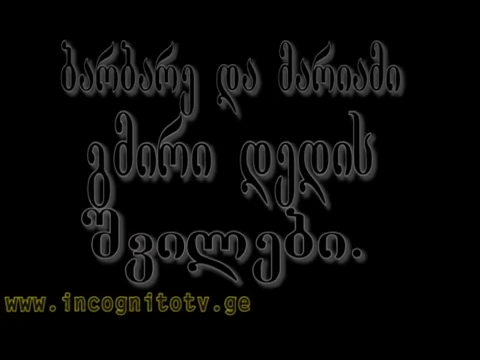 ბარბარე და მარიამი
გმირი დედის
შვილები.
www.incognitotv.ge